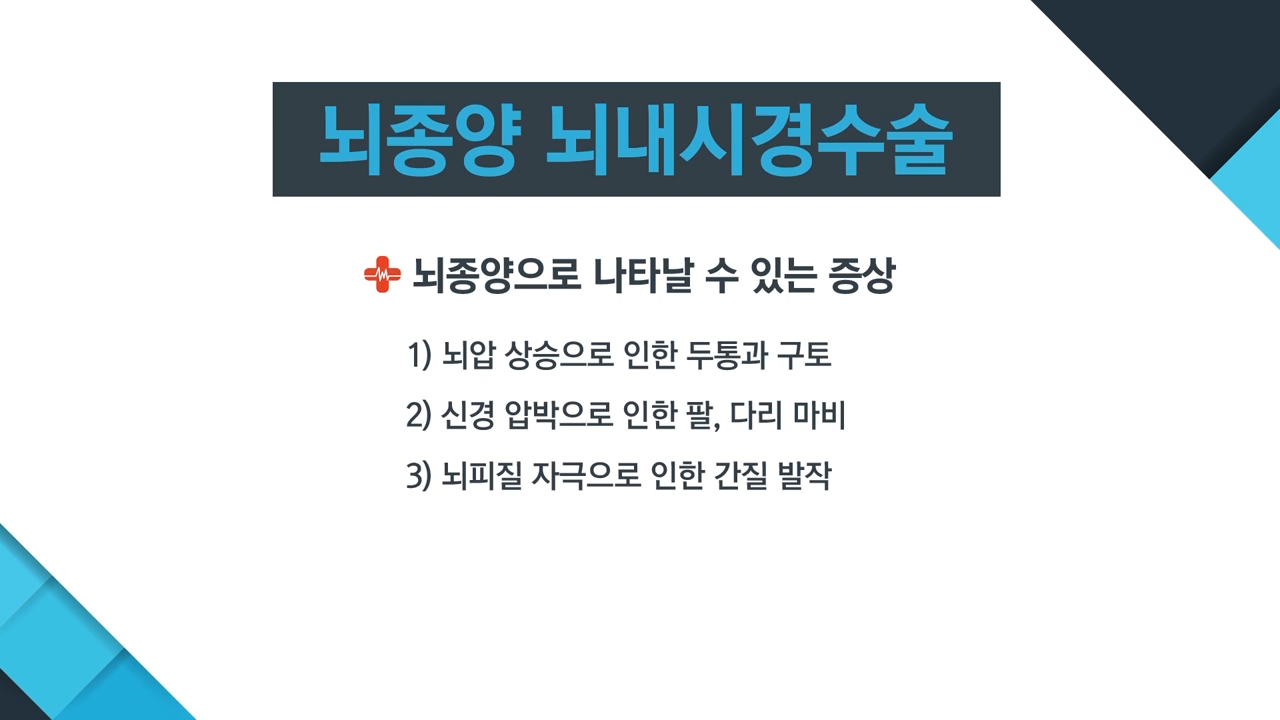 뇌종양 뇌내시경수술
뇌종양으로 나타날 수 있는 증상
1) 뇌압 상승으로 인한 두통과 구토
2) 신경 압박으로 인한 팔, 다리 마비
3) 뇌피질 자극으로 인한 간질 발작